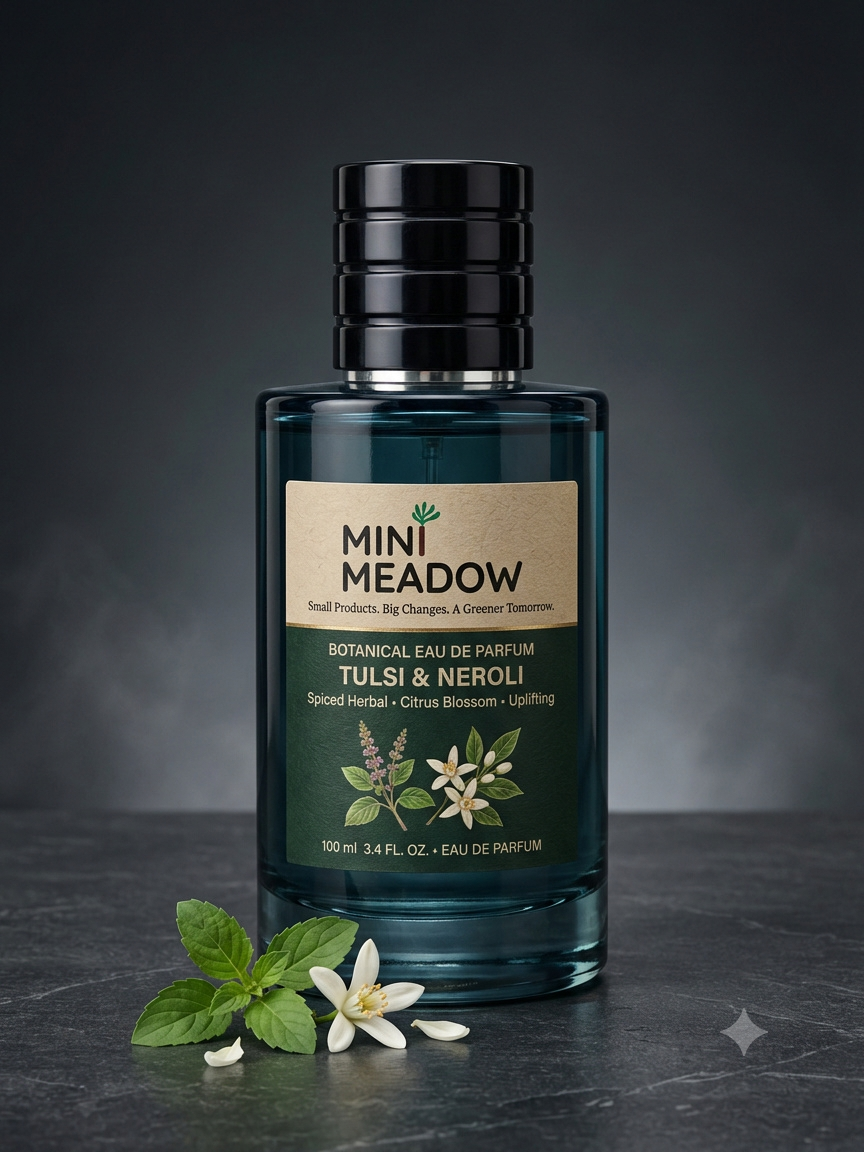 MINI
MEADOW
Small Products. Big Changes. A Greener Tomorrow.
BOTANICAL EAU DE PARFUM
TULSI & NEROLI
Spiced Herbal • Citrus Blossom • Uplifting
100 ml 3.4 FL. OZ. • EAU DE PARFUM